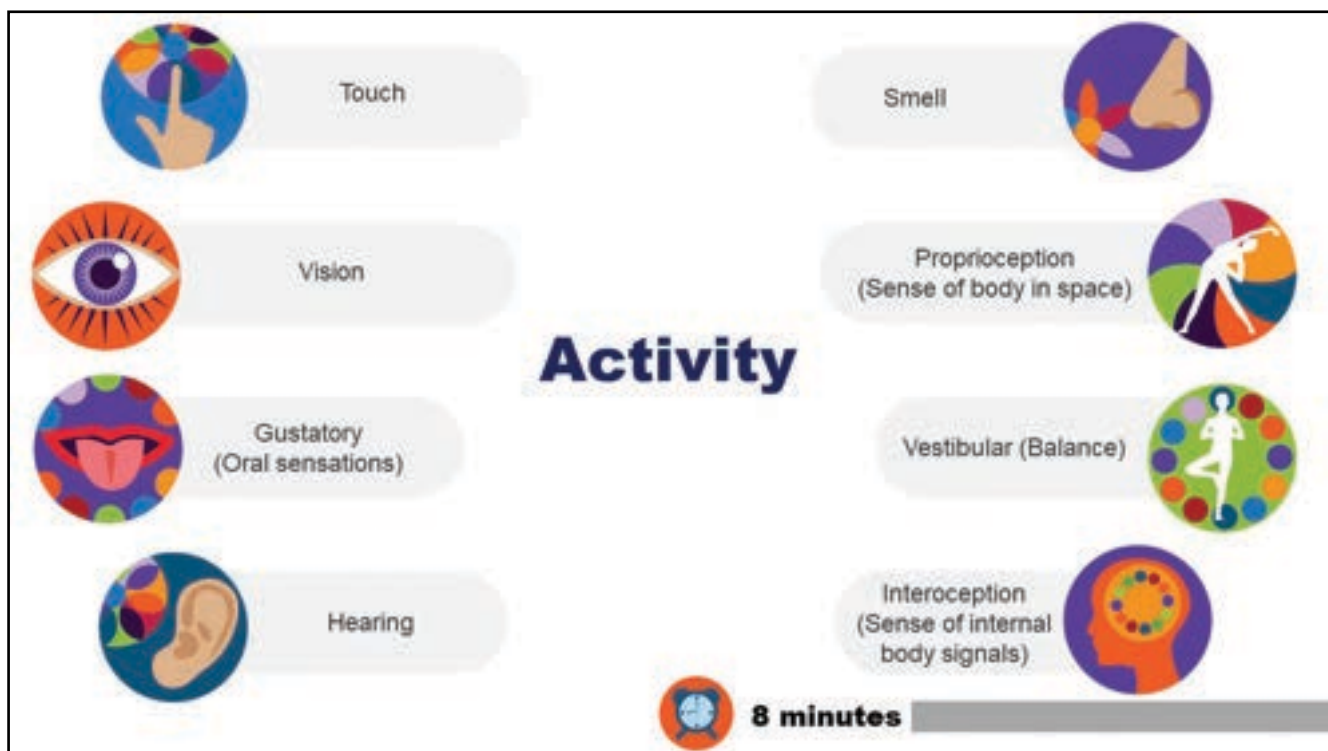 Touch
Vision
Gustatory
(Oral sensations)
Hearing
Activity
Smell
Proprioception
(Sense of body in space)
Vestibular (Balance)
Interoception
(Sense of internal
body signals)
8 minutes